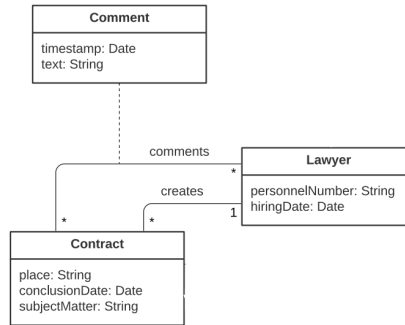 Comment
timestamp: Date
text: String
comments
Lawyer
*
creates
personnelNumber: String
hiringDate: Date
1
*
*
Contract
place: String
conclusionDate: Date
subjectMatter: String